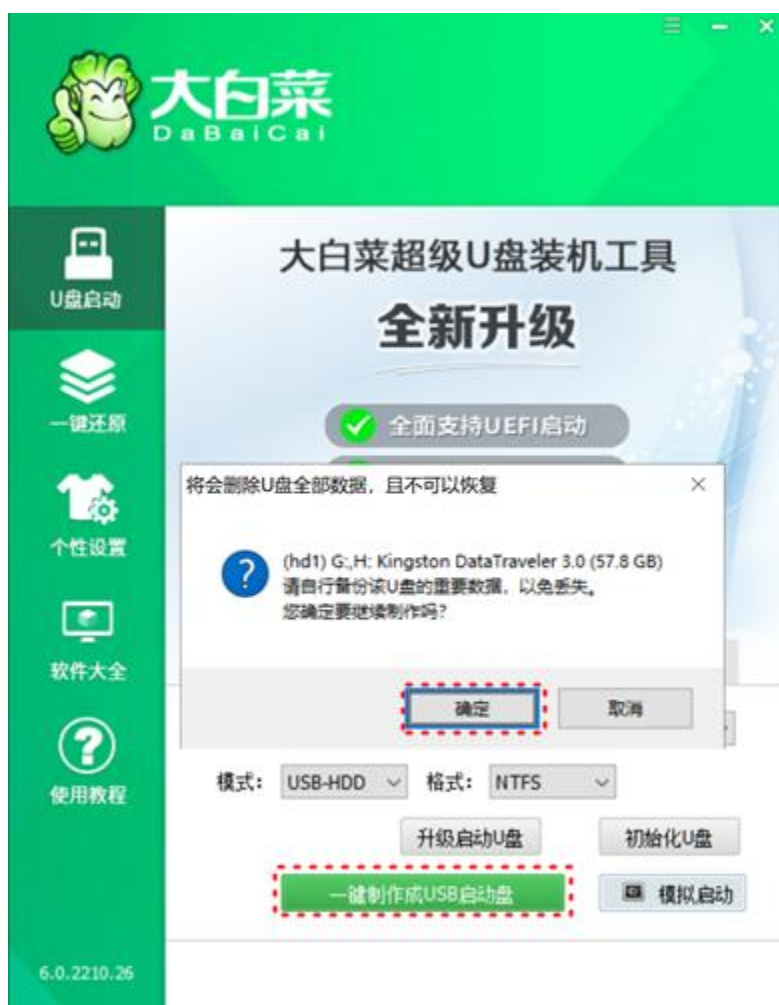 大白菜
DaBaiCai
U盘启动
一键还原
个性设置
软件大全
使用教程
6.0.2210.26
大白菜超级U盘装机工具
全新升级
全面支持UEFI启动
将会删除U盘全部数据，且不可以恢复
(hd1) G:,H: Kingston DataTraveler 3.0 (57.8 GB)
请自行备份该U盘的重要数据，以免丢失。
您确定要继续制作吗?
确定
取消
模式： USB-HDD 格式： NTFS
升级启动U盘
初始化U盘
一键制作成USB启动盘
模拟启动